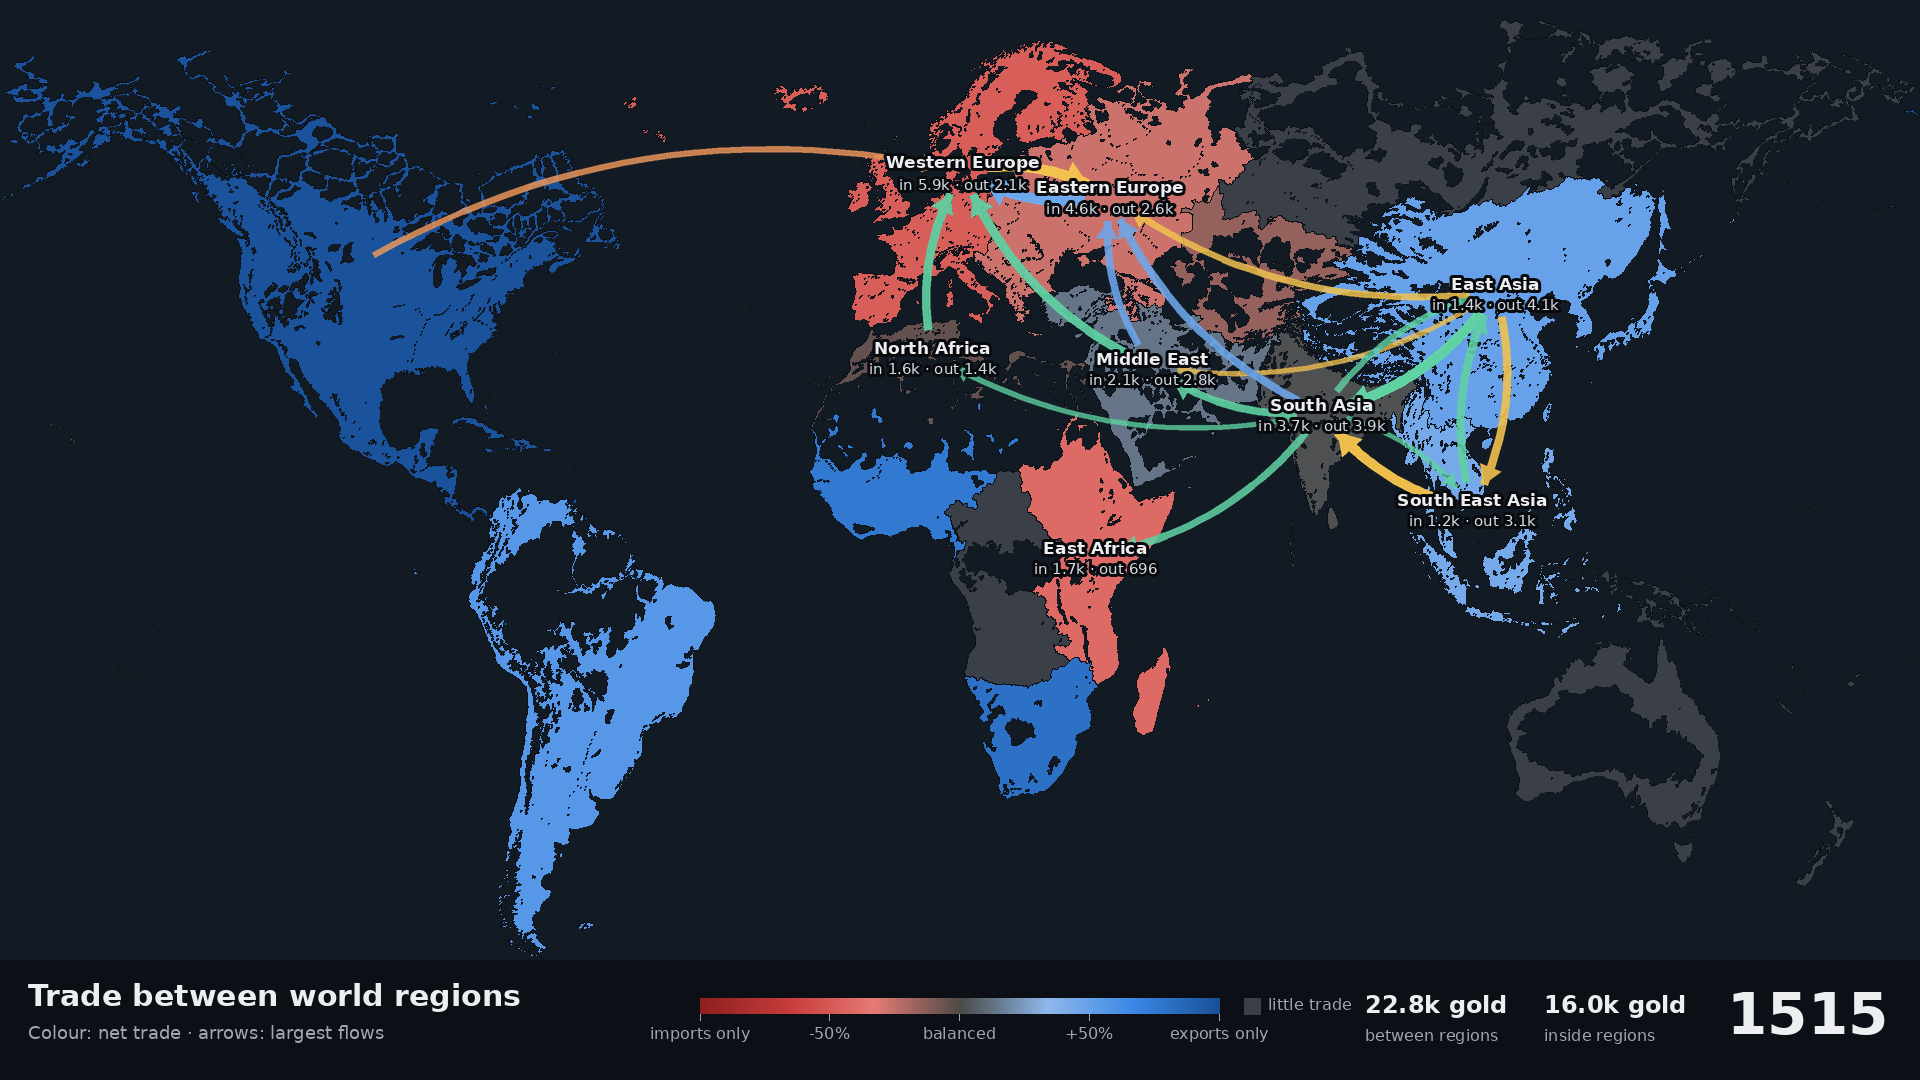 Western Europe
in 5.9k · out 2.1k
Eastern Europe
in 4.6k · out 2.6k
East Asia
in 1.4k · out 4.1k
North Africa
in 1.6k · out 1.4k
Middle East
in 2.1k · out 2.8k
South Asia
in 3.7k · out 3.9k
South East Asia
in 1.2k · out 3.1k
East Africa
in 1.7k · out 696
Trade between world regions
Colour: net trade · arrows: largest flows
imports only
-50%
balanced
+50%
exports only
little trade
22.8k gold
between regions
16.0k gold
inside regions
1515